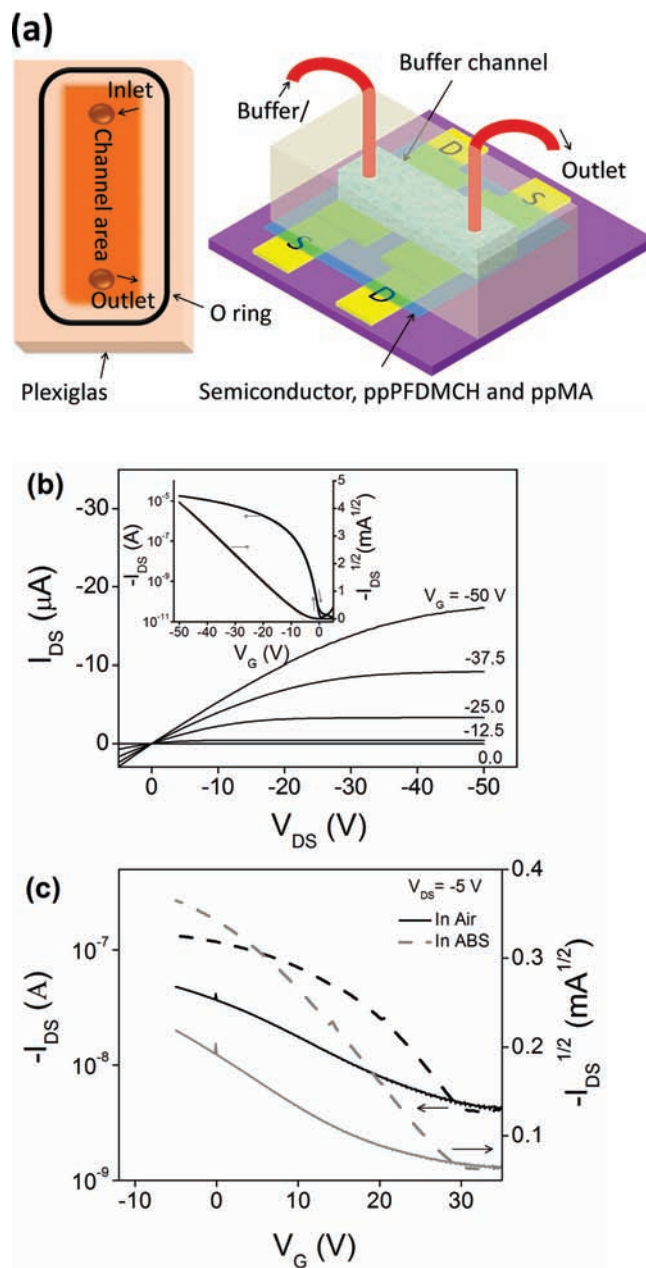 (a)
Inlet
Channel area
Outlet
O ring
Plexiglas
Buffer channel
Buffer/
Outlet
D
S
S
D
Semiconductor, ppPFDMCH and ppMA
(b)
-30
-20
-10
0
I_DS (μA)
0 -10 -20 -30 -40 -50
V_DS (V)
V_G = -50 V
-37.5
-25.0
-12.5
0.0
10^-5
10^-7
10^-9
10^-11
-I_DS (A)
5
4
3
2
1
0
-I_DS^1/2 (mA^1/2)
-50 -40 -30 -20 -10 0
V_G (V)
(c)
V_DS = -5 V
In Air
In ABS
10^-7
10^-8
10^-9
-I_DS (A)
0.4
0.3
0.2
0.1
-I_DS^1/2 (mA^1/2)
-10 0 10 20 30
V_G (V)